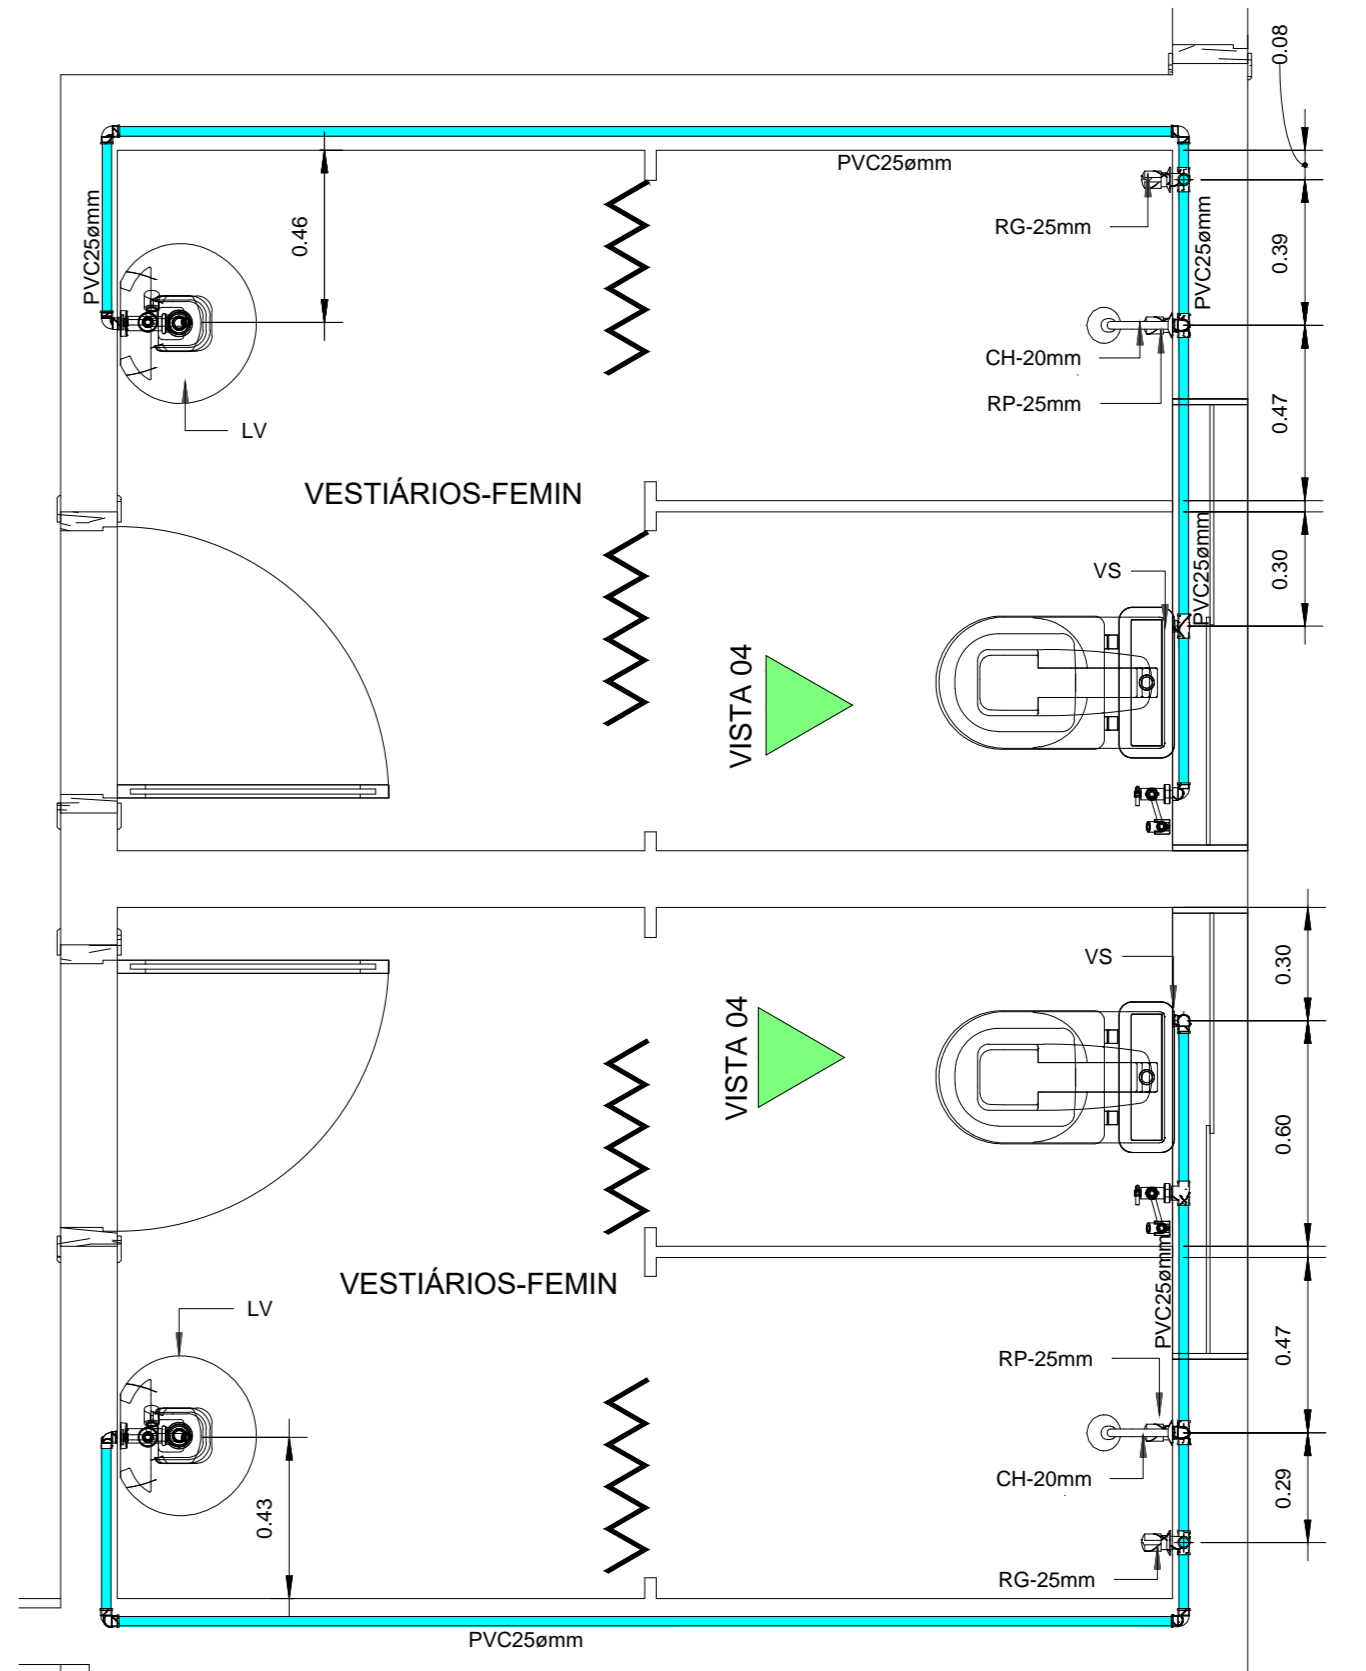 0.08
PVC25ømm
RG-25mm
0.46
PVC25ømm
PVC25ømm
0.39
CH-20mm
RP-25mm
0.47
LV
VESTIÁRIOS-FEMIN
VS
PVC25ømm
0.30
VISTA 04
VS
0.30
VISTA 04
0.60
VESTIÁRIOS-FEMIN
LV
PVC25ømm
RP-25mm
0.47
CH-20mm
0.43
0.29
RG-25mm
PVC25ømm